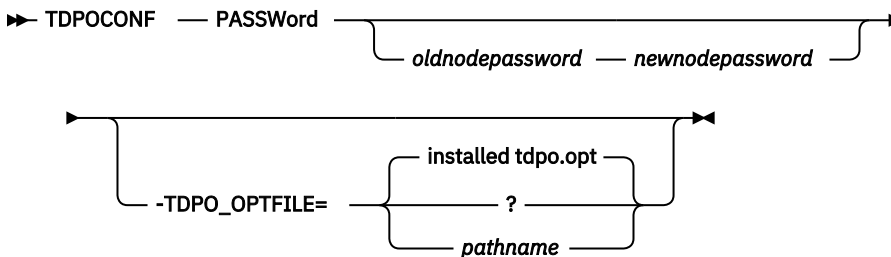 TDPOCONF PASSWord
oldnodepassword newnodepassword
installed tdpo.opt
-TDPO_OPTFILE= ?
pathname